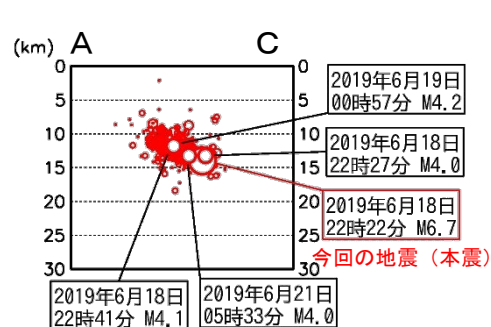 (km) A C
0 0
5 5
10 10
15 15
20 20
25
30 30
2019年6月19日
00時57分 M4.2
2019年6月18日
22時27分 M4.0
2019年6月18日
22時22分 M6.7
今回の地震（本震）
2019年6月18日
22時41分 M4.1
2019年6月21日
05時33分 M4.0